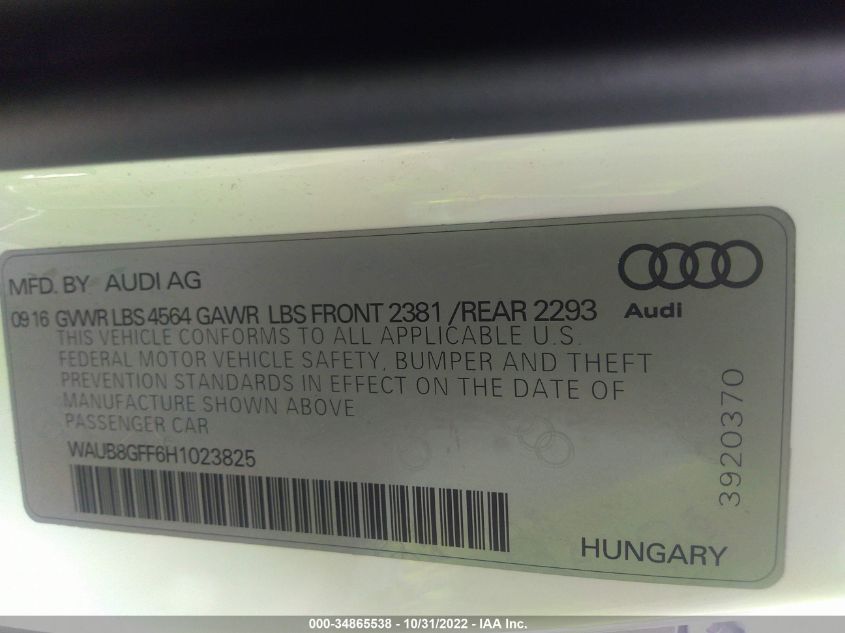 MFD. BY AUDI AG
09 16 GVWR LBS 4564 GAWR LBS FRONT 2381 / REAR 2293
Audi
THIS VEHICLE CONFORMS TO ALL APPLICABLE U.S.
FEDERAL MOTOR VEHICLE SAFETY, BUMPER AND THEFT
PREVENTION STANDARDS IN EFFECT ON THE DATE OF
MANUFACTURE SHOWN ABOVE
PASSENGER CAR
WAUB8GFF6H1023825
3920370
HUNGARY
000-34865538 - 10/31/2022 - IAA Inc.